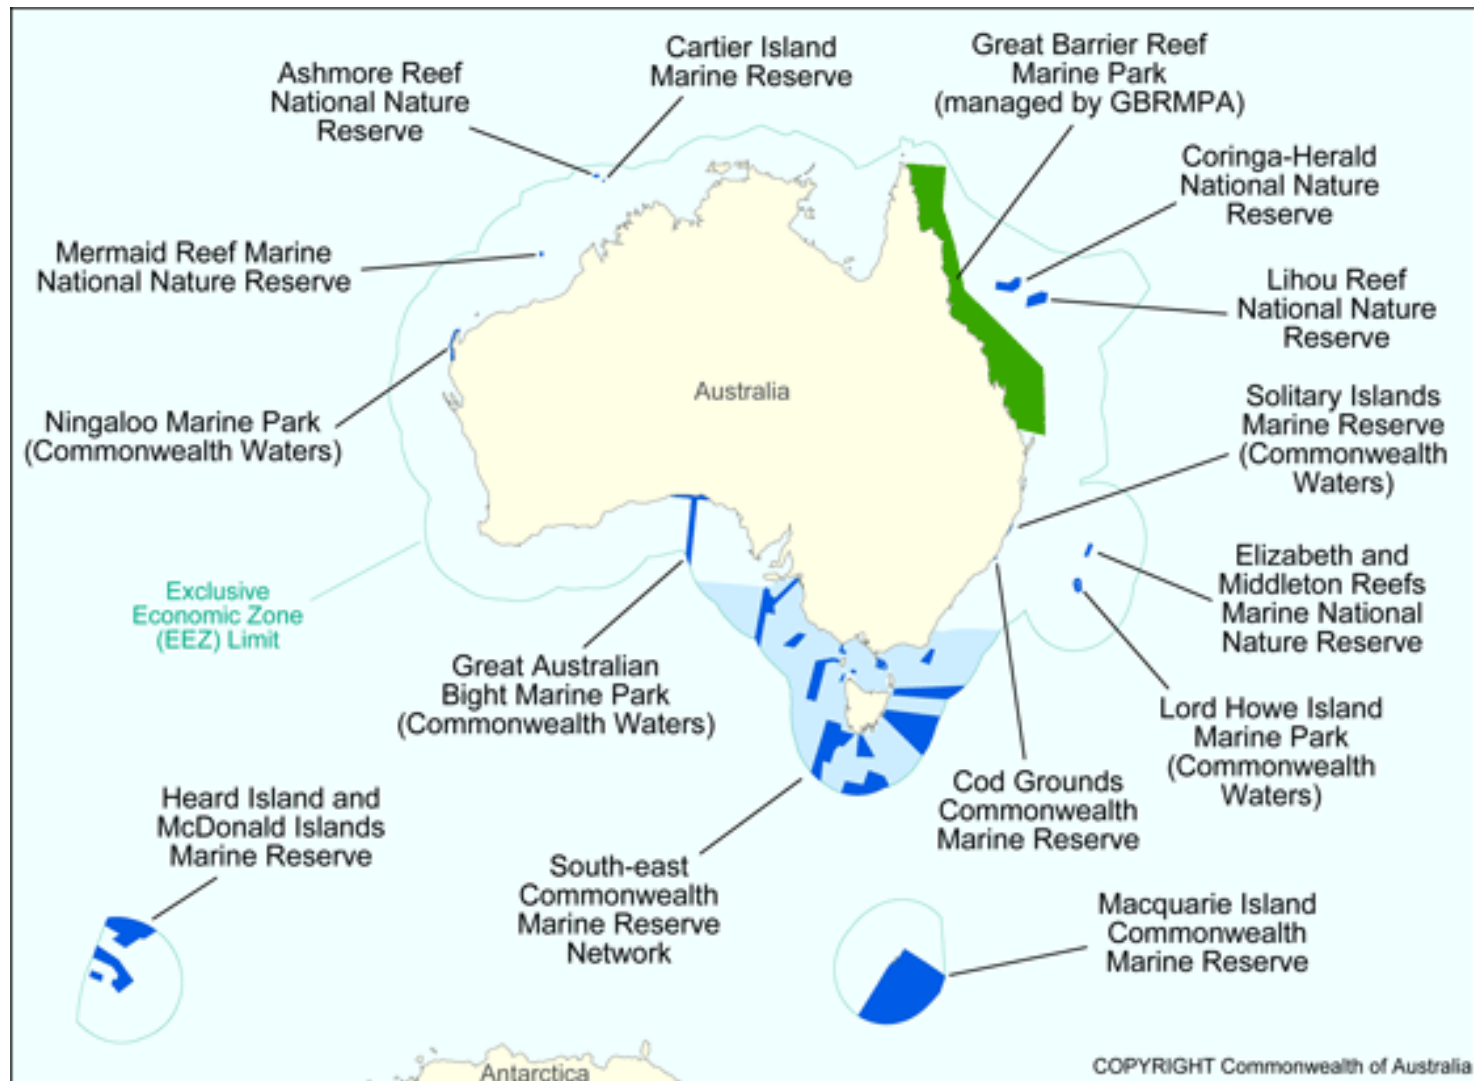 Cartier Island
Marine Reserve
Great Barrier Reef
Marine Park
(managed by GBRMPA)
Ashmore Reef
National Nature
Reserve
Coringa-Herald
National Nature
Reserve
Mermaid Reef Marine
National Nature Reserve
Lihou Reef
National Nature
Reserve
Australia
Solitary Islands
Marine Reserve
(Commonwealth
Waters)
Ningaloo Marine Park
(Commonwealth Waters)
Elizabeth and
Middleton Reefs
Marine National
Nature Reserve
Exclusive
Economic Zone
(EEZ) Limit
Great Australian
Bight Marine Park
(Commonwealth Waters)
Lord Howe Island
Marine Park
(Commonwealth
Waters)
Cod Grounds
Commonwealth
Marine Reserve
Heard Island and
McDonald Islands
Marine Reserve
South-east
Commonwealth
Marine Reserve
Network
Macquarie Island
Commonwealth
Marine Reserve
Antarctica
COPYRIGHT Commonwealth of Australia